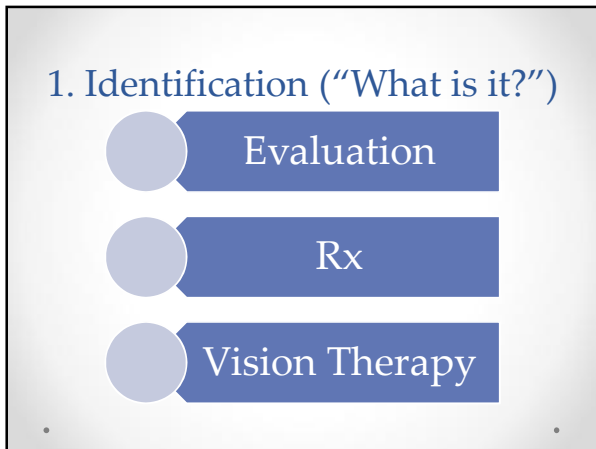 1. Identification (“What is it?”)
Evaluation
Rx
Vision Therapy